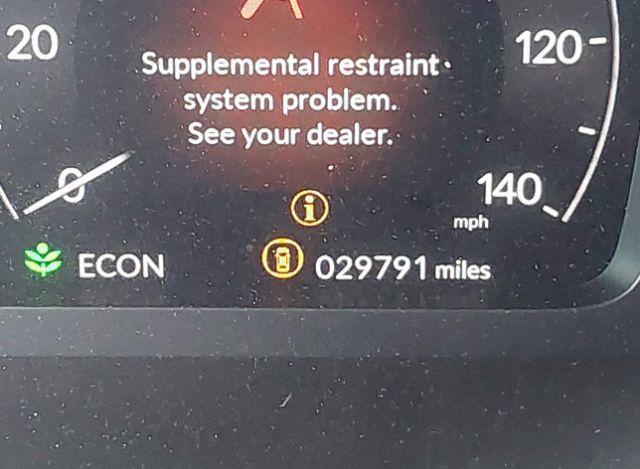 20
120
Supplemental restraint
system problem.
See your dealer.
0
140
i
mph
ECON
029791 miles